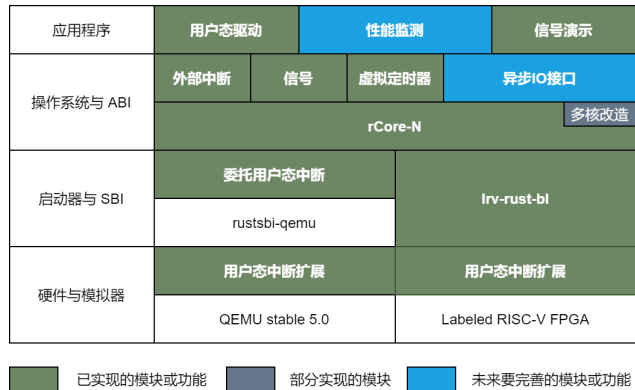 应用程序
用户态驱动
性能监测
信号演示
操作系统与 ABI
外部中断
信号
虚拟定时器
异步IO接口
多核改造
rCore-N
启动器与 SBI
委托用户态中断
rustsbi-qemu
lrv-rust-bl
硬件与模拟器
用户态中断扩展
用户态中断扩展
QEMU stable 5.0
Labeled RISC-V FPGA
已实现的模块或功能
部分实现的模块
未来要完善的模块或功能